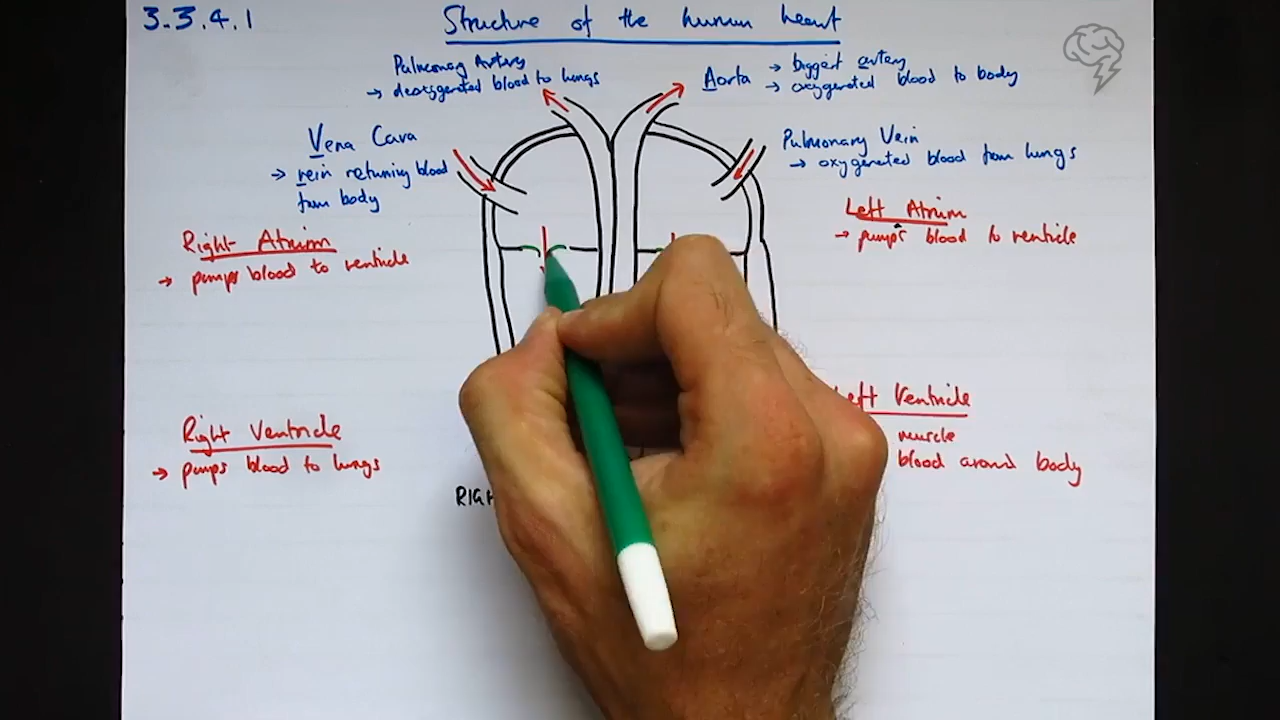 3.3.4.1
Structure of the human heart
Pulmonary Artery
→ deoxygenated blood to lungs
Aorta → biggest artery
→ oxygenated blood to body
Vena Cava
→ vein returning blood
from body
Pulmonary Vein
→ oxygenated blood from lungs
Right Atrium
→ pumps blood to ventricle
Left Atrium
→ pumps blood to ventricle
Right Ventricle
→ pumps blood to lungs
Left Ventricle
muscle
blood around body
RIGH